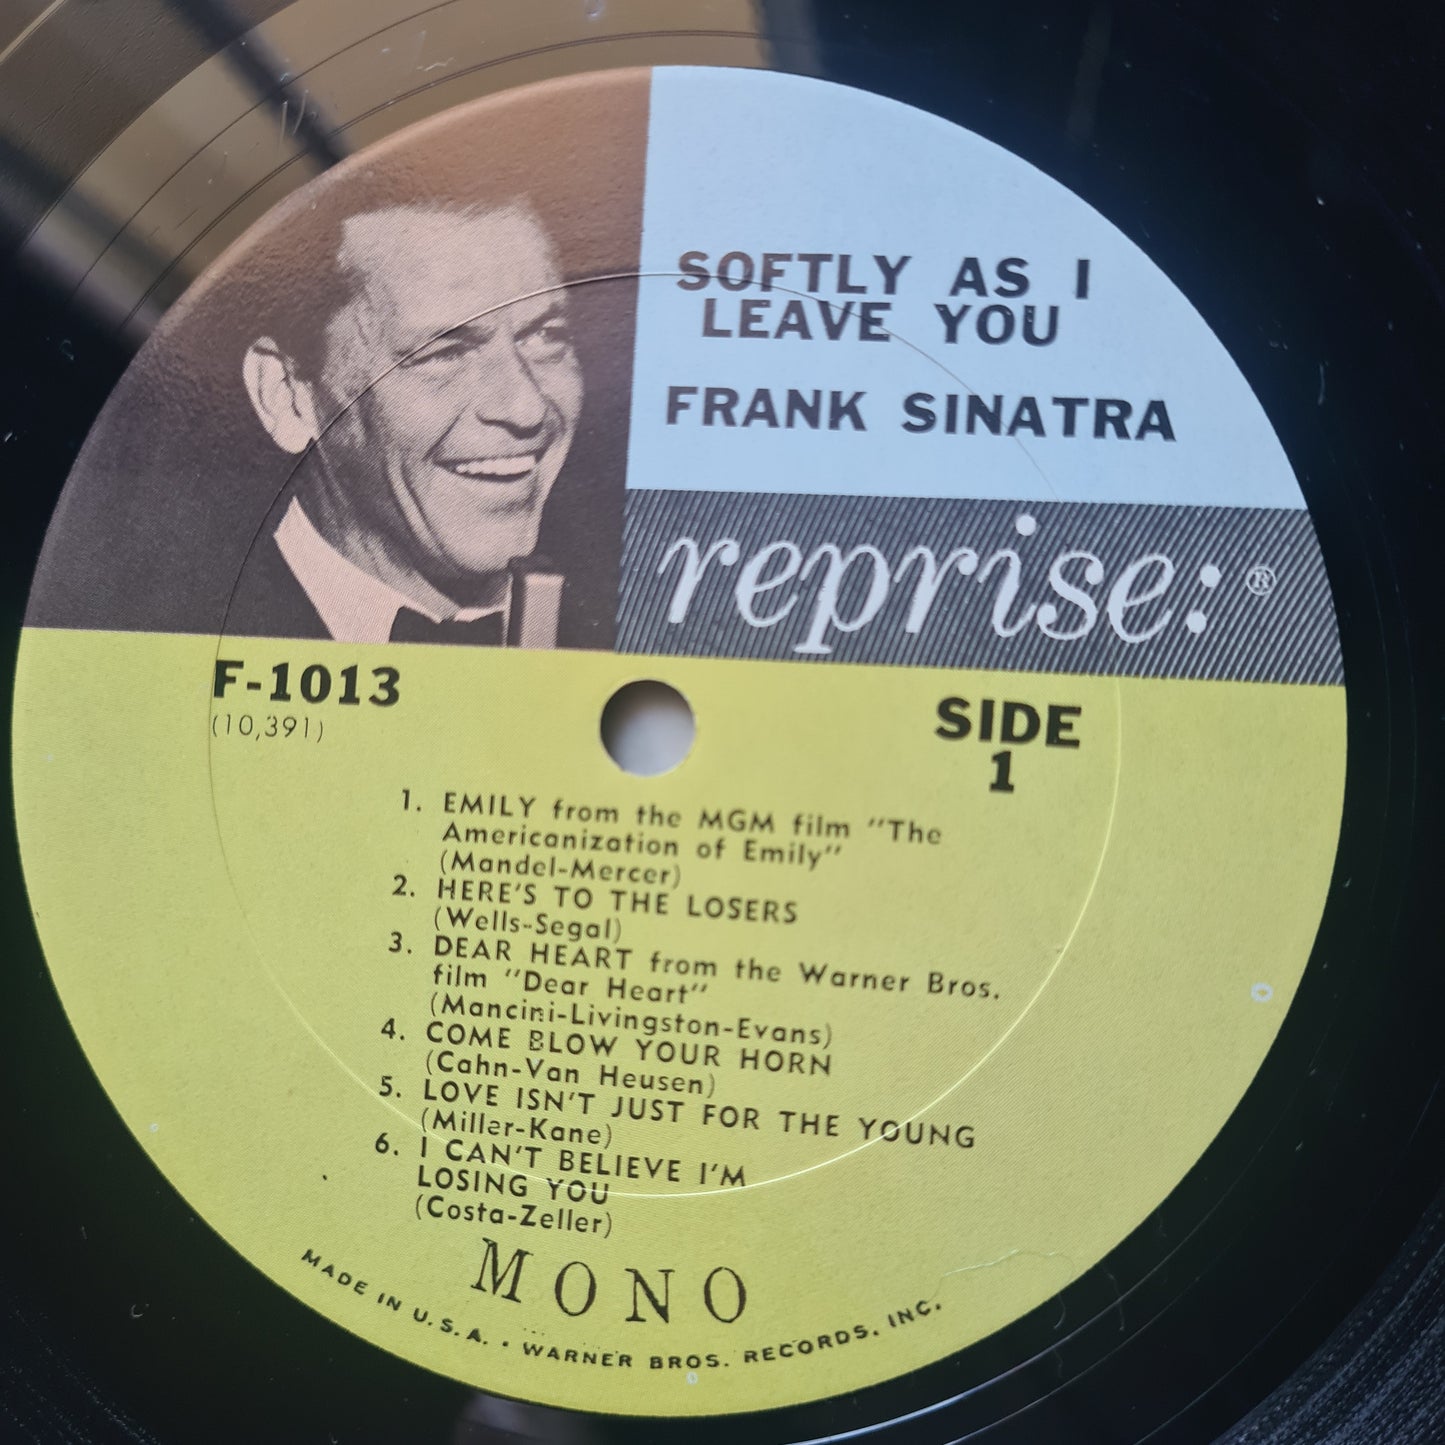 SOFTLY AS I
LEAVE YOU
FRANK SINATRA
reprise:®
F-1013
(10,391)
SIDE
1
1. EMILY from the MGM film "The
Americanization of Emily"
(Mandel-Mercer)
2. HERE'S TO THE LOSERS
(Wells-Segal)
3. DEAR HEART from the Warner Bros.
film "Dear Heart"
(Mancini-Livingston-Evans)
4. COME BLOW YOUR HORN
(Cahn-Van Heusen)
5. LOVE ISN'T JUST FOR THE YOUNG
(Miller-Kane)
6. I CAN'T BELIEVE I'M
LOSING YOU
(Costa-Zeller)
MONO
MADE IN U.S.A. • WARNER BROS. RECORDS, INC.